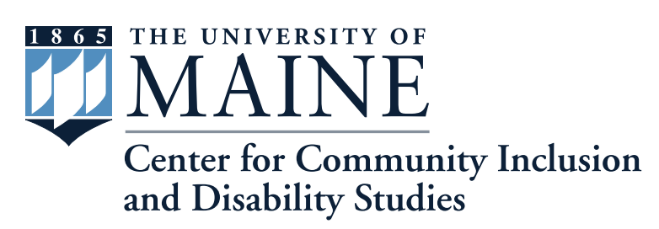 1865
THE UNIVERSITY OF
MAINE
Center for Community Inclusion
and Disability Studies